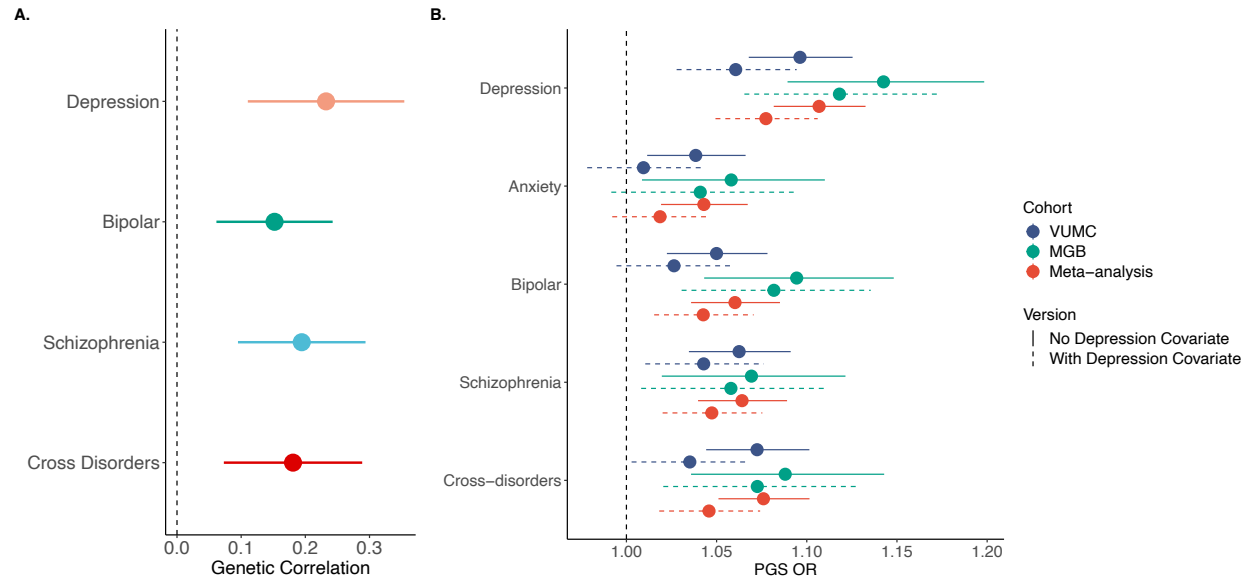 A.
Depression
Bipolar
Schizophrenia
Cross Disorders
0.0 0.1 0.2 0.3
Genetic Correlation
B.
Depression
Anxiety
Bipolar
Schizophrenia
Cross−disorders
1.00 1.05 1.10 1.15 1.20
PGS OR
Cohort
VUMC
MGB
Meta−analysis
Version
No Depression Covariate
With Depression Covariate